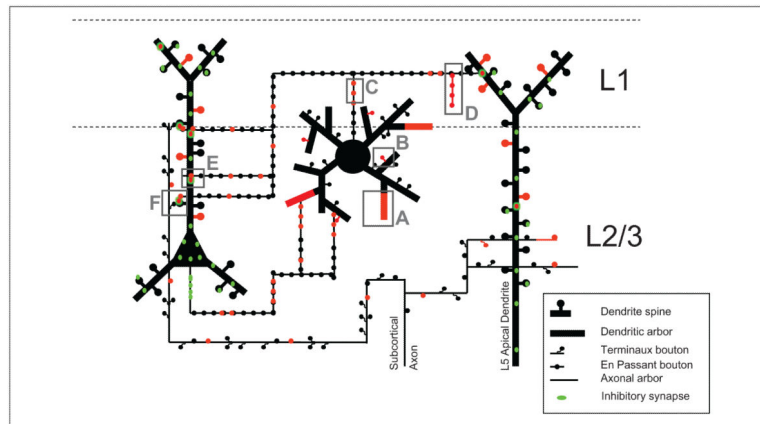 L1
C
D
B
E
F
A
L2/3
Subcortical
Axon
L5 Apical Dendrite
Dendrite spine
Dendritic arbor
Terminaux bouton
En Passant bouton
Axonal arbor
Inhibitory synapse